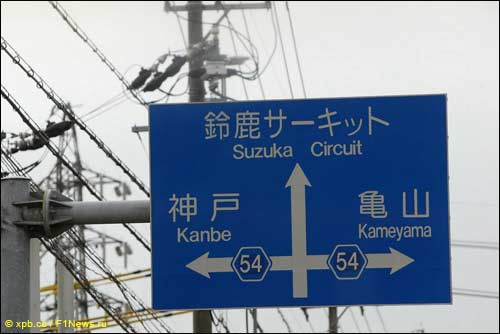 鈴鹿サーキット
Suzuka Circuit
神戸
Kanbe
亀山
Kameyama
54
54
© xpb.cc / F1News.ru